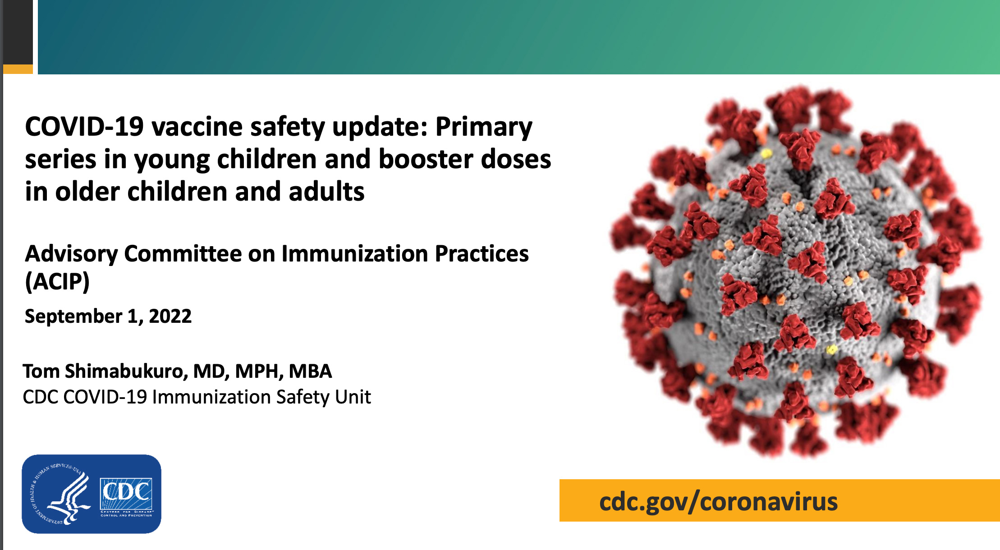 COVID-19 vaccine safety update: Primary
series in young children and booster doses
in older children and adults
Advisory Committee on Immunization Practices
(ACIP)
September 1, 2022
Tom Shimabukuro, MD, MPH, MBA
CDC COVID-19 Immunization Safety Unit
DEPARTMENT OF HEALTH & HUMAN SERVICES·USA
CDC
CENTERS FOR DISEASE
CONTROL AND PREVENTION
cdc.gov/coronavirus